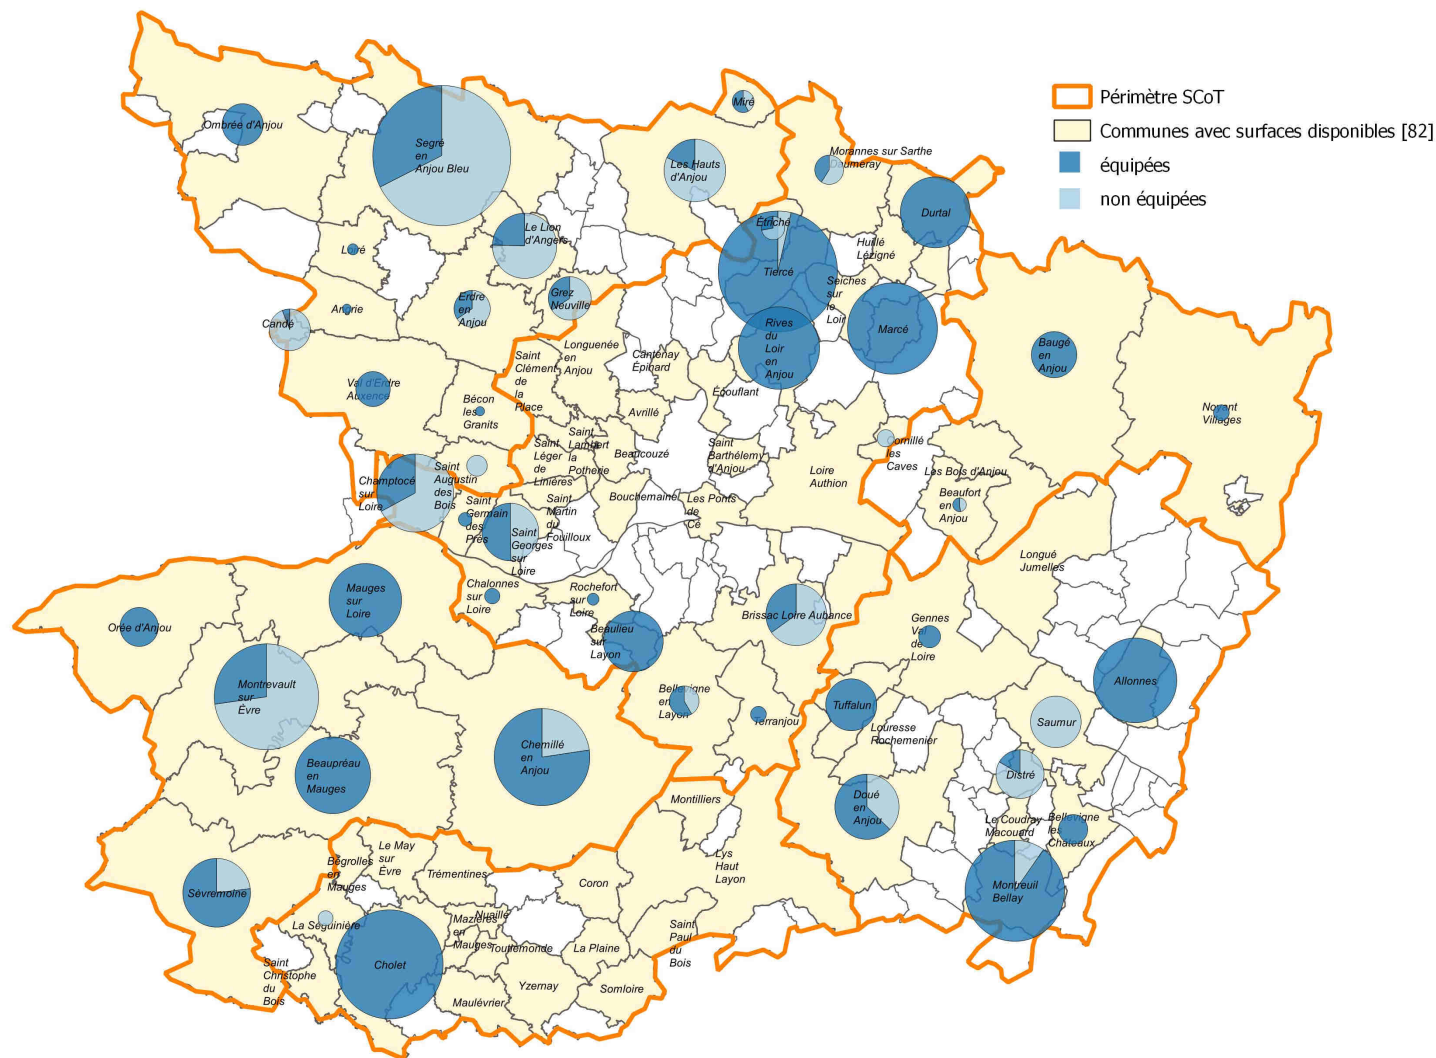 Périmètre SCoT
Communes avec surfaces disponibles [82]
équipées
non équipées
Miré
Ombrée d'Anjou
Segré
en
Anjou Bleu
Les Hauts
d'Anjou
Morannes sur Sarthe
Daumeray
Durtal
Étriché
Le Lion
d'Angers
Loiré
Huillé
Lézigné
Tiercé
Seiches
sur
le
Loir
Angrie
Erdre
en
Anjou
Grez
Neuville
Candé
Rives
du
Loir
en
Anjou
Marcé
Baugé
en
Anjou
Longuenée
en
Anjou
Saint
Clément
de
la
Place
Cantenay
Épinard
Val d'Erdre
Auxence
Écouflant
Bécon
les
Granits
Avrillé
Noyant
Villages
Saint
Lambert
la
Potherie
Saint
Léger
de
Linières
Beaucouzé
Saint
Barthélemy
d'Anjou
Cornillé
les
Caves
Loire
Authion
Les Bois d'Anjou
Saint
Augustin
des
Bois
Champtocé
sur
Loire
Beaufort
en
Anjou
Bouchemaine
Les Ponts
de
Cé
Saint
Germain
des
Prés
Saint
Martin
du
Fouilloux
Saint
Georges
sur
Loire
Longué
Jumelles
Mauges
sur
Loire
Chalonnes
sur
Loire
Rochefort
sur
Loire
Brissac Loire Aubance
Gennes
Val
de
Loire
Orée d'Anjou
Beaulieu
sur
Layon
Montrevault
sur
Èvre
Allonnes
Bellevigne
en
Layon
Terranjou
Tuffalun
Saumur
Louresse
Rochemenier
Chemillé
en
Anjou
Beaupréau
en
Mauges
Distré
Doué
en
Anjou
Montilliers
Le Coudray
Macouard
Bellevigne
les
Châteaux
Lys
Haut
Layon
Le May
sur
Èvre
Bégrolles
en
Mauges
Trémentines
Coron
Sèvremoine
Montreuil
Bellay
La Séguinière
Nuaillé
Mazières
en
Mauges
Toutlemonde
La Plaine
Saint
Paul
du
Bois
Cholet
Saint
Christophe
du
Bois
Yzernay
Somloire
Maulévrier